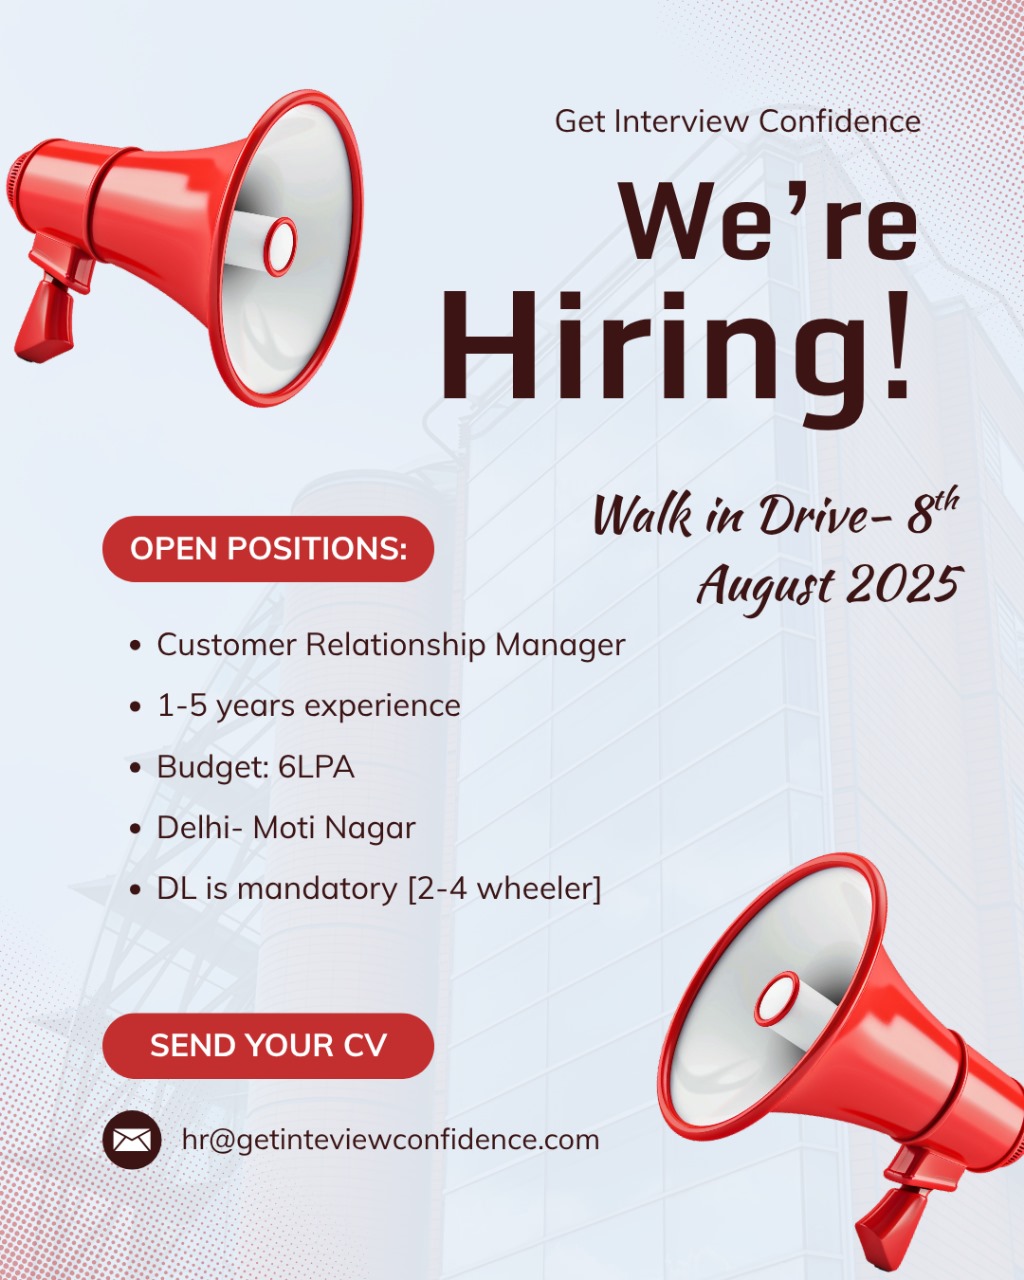 Get Interview Confidence
We're
Hiring!
Walk in Drive- 8th
August 2025
OPEN POSITIONS:
• Customer Relationship Manager
• 1-5 years experience
• Budget: 6LPA
• Delhi- Moti Nagar
• DL is mandatory [2-4 wheeler]
SEND YOUR CV
hr@getinteviewconfidence.com